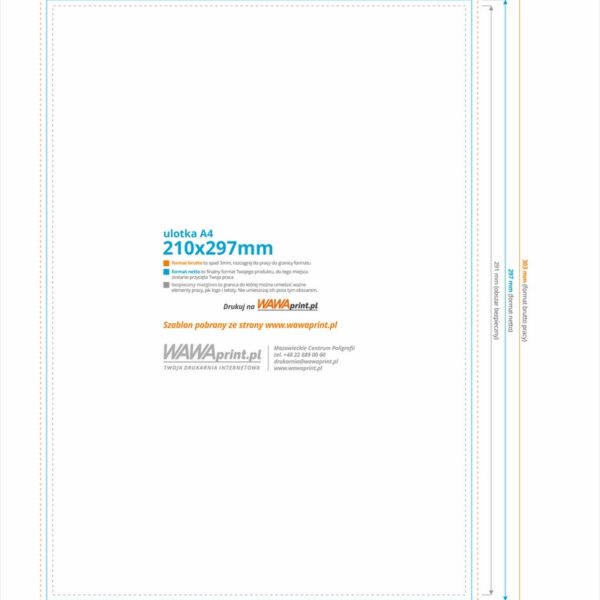 ulotka A4
210x297mm
format brutto to spad 3mm, rozciągnij tło pracy do granicy formatu
format netto to finalny format Twojego produktu, do tego miejsca
zostanie przycięta Twoja praca
bezpieczny margines to granica do której można umieścić ważne
elementy pracy, jak logo i teksty. Nie umieszczaj ich poza tym obszarem.
Drukuj na WAWAprint.pl
Szablon pobrany ze strony www.wawaprint.pl
WAWAprint.pl
TWOJA DRUKARNIA INTERNETOWA
Mazowieckie Centrum Poligrafii
tel. +48 22 689 00 60
drukarnia@wawaprint.pl
www.wawaprint.pl
291 mm (obszar bezpieczny)
297 mm (format netto)
303 mm (format brutto pracy)